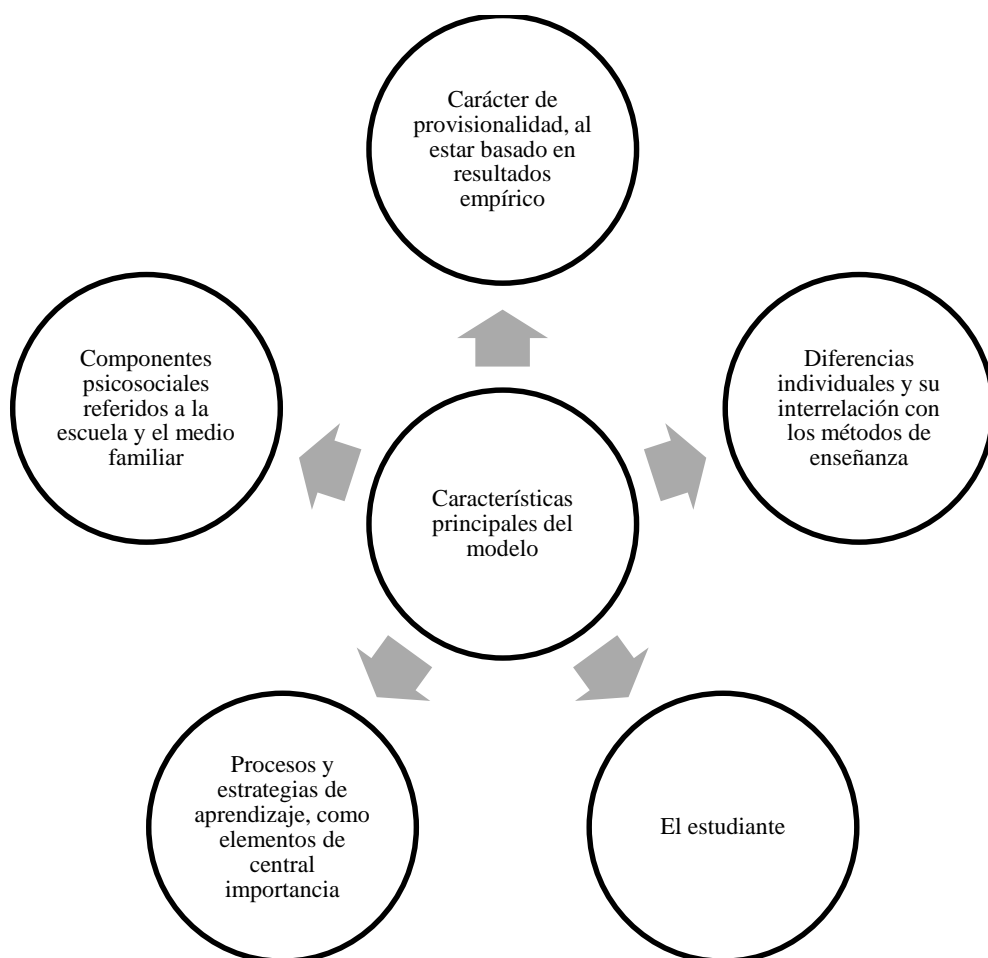 Carácter de
provisionalidad, al
estar basado en
resultados
empírico
Componentes
psicosociales
referidos a la
escuela y el medio
familiar
Diferencias
individuales y su
interrelación con
los métodos de
enseñanza
Característísticas
principales del
modelo
Procesos y
estrategias de
aprendizaje, como
elementos de
central
importancia
El estudiante